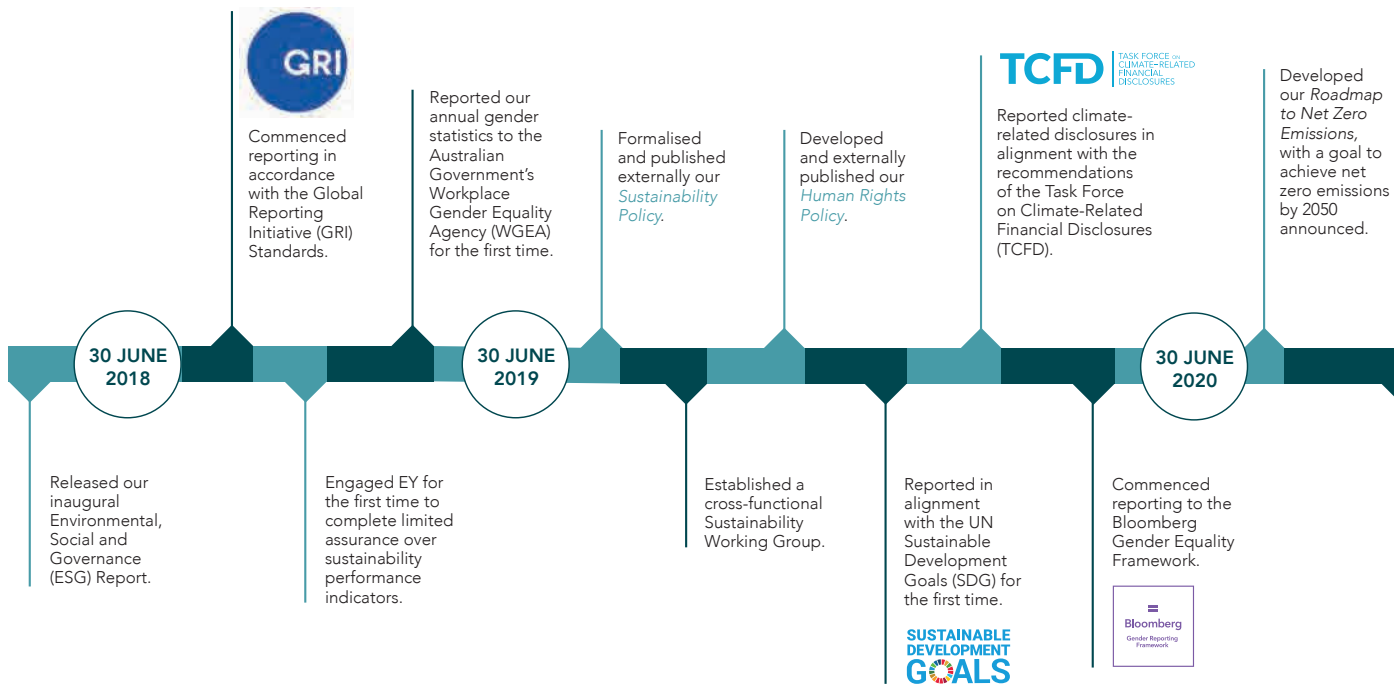 GRI
Commenced
reporting in
accordance
with the Global
Reporting
Initiative (GRI)
Standards.
Reported our
annual gender
statistics to the
Australian
Government’s
Workplace
Gender Equality
Agency (WGEA)
for the first time.
Formalised
and published
externally our
Sustainability
Policy.
Developed
and externally
published our
Human Rights
Policy.
TCFD
TASK FORCE ON
CLIMATE-RELATED
FINANCIAL
DISCLOSURES
Reported climate-
related disclosures in
alignment with the
recommendations
of the Task Force
on Climate-Related
Financial Disclosures
(TCFD).
Developed
our Roadmap
to Net Zero
Emissions,
with a goal to
achieve net
zero emissions
by 2050
announced.
30 JUNE
2018
30 JUNE
2019
30 JUNE
2020
Released our
inaugural
Environmental,
Social and
Governance
(ESG) Report.
Engaged EY for
the first time to
complete limited
assurance over
sustainability
performance
indicators.
Established a
cross-functional
Sustainability
Working Group.
Reported in
alignment
with the UN
Sustainable
Development
Goals (SDG) for
the first time.
SUSTAINABLE
DEVELOPMENT
GOALS
Commenced
reporting to the
Bloomberg
Gender Equality
Framework.
Bloomberg
Gender Reporting
Framework